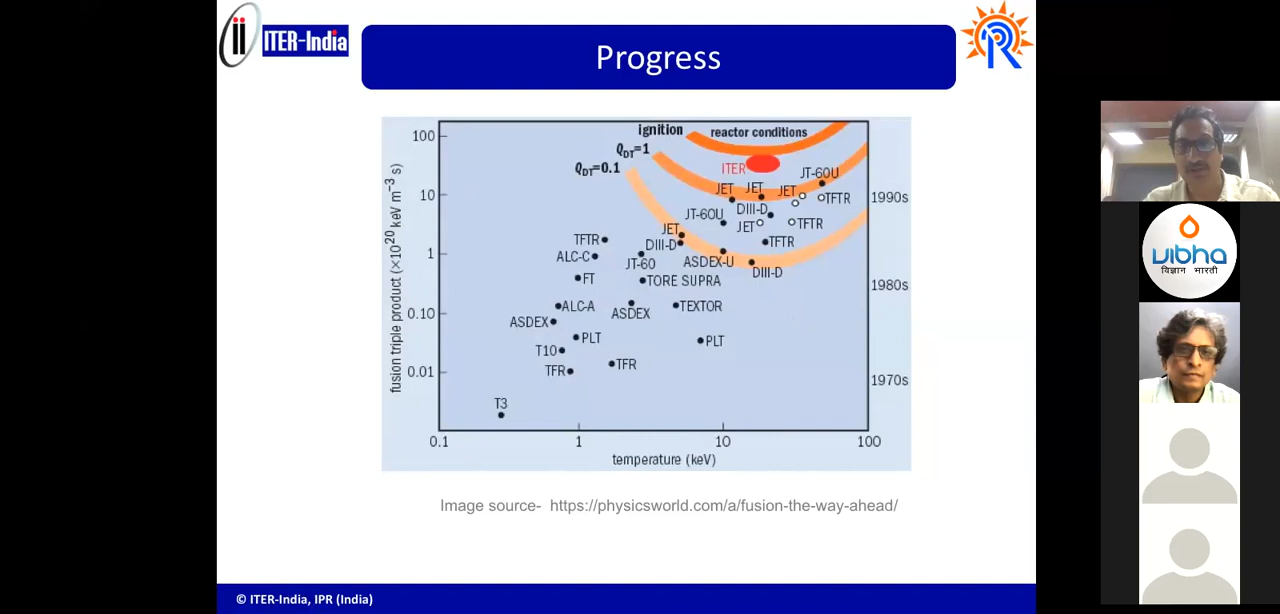 ii ITER-India
Progress
fusion triple product (×10²⁰ keV m⁻³ s)
100
10
1
0.10
0.01
ignition
reactor conditions
Q_DT=1
Q_DT=0.1
ITER
JT-60U
JET
JET
JET
TFTR
1990s
DIII-D
JT-60U
JET
TFTR
JET
TFTR
DIII-D
TFTR
ALC-C
JT-60
ASDEX-U
DIII-D
FT
TORE SUPRA
1980s
ALC-A
ASDEX
TEXTOR
ASDEX
PLT
PLT
T10
TFR
TFR
1970s
T3
0.1
1
10
100
temperature (keV)
Image source- https://physicsworld.com/a/fusion-the-way-ahead/
© ITER-India, IPR (India)
VIBHA
विज्ञान भारती